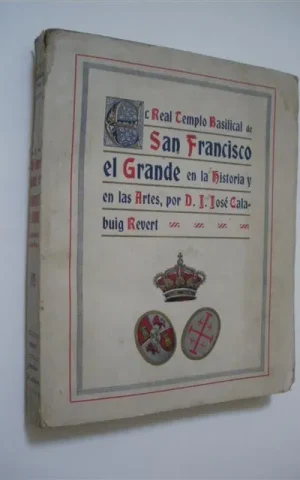 El Real Templo Basilical de
San Francisco
el Grande en la Historia y
en las Artes, por D. J. José Cala-
buig Revert